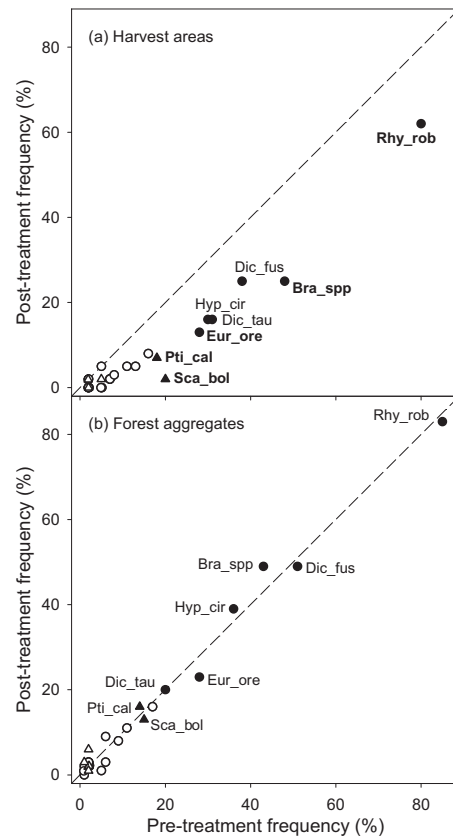 (a) Harvest areas
80
60
40
20
0
Post-treatment frequency (%)
Rhy_rob
Dic_fus
Bra_spp
Hyp_cir
Dic_tau
Eur_ore
Pti_cal
Sca_bol
(b) Forest aggregates
80
60
40
20
0
Post-treatment frequency (%)
Rhy_rob
Bra_spp
Dic_fus
Hyp_cir
Dic_tau
Eur_ore
Pti_cal
Sca_bol
0 20 40 60 80
Pre-treatment frequency (%)